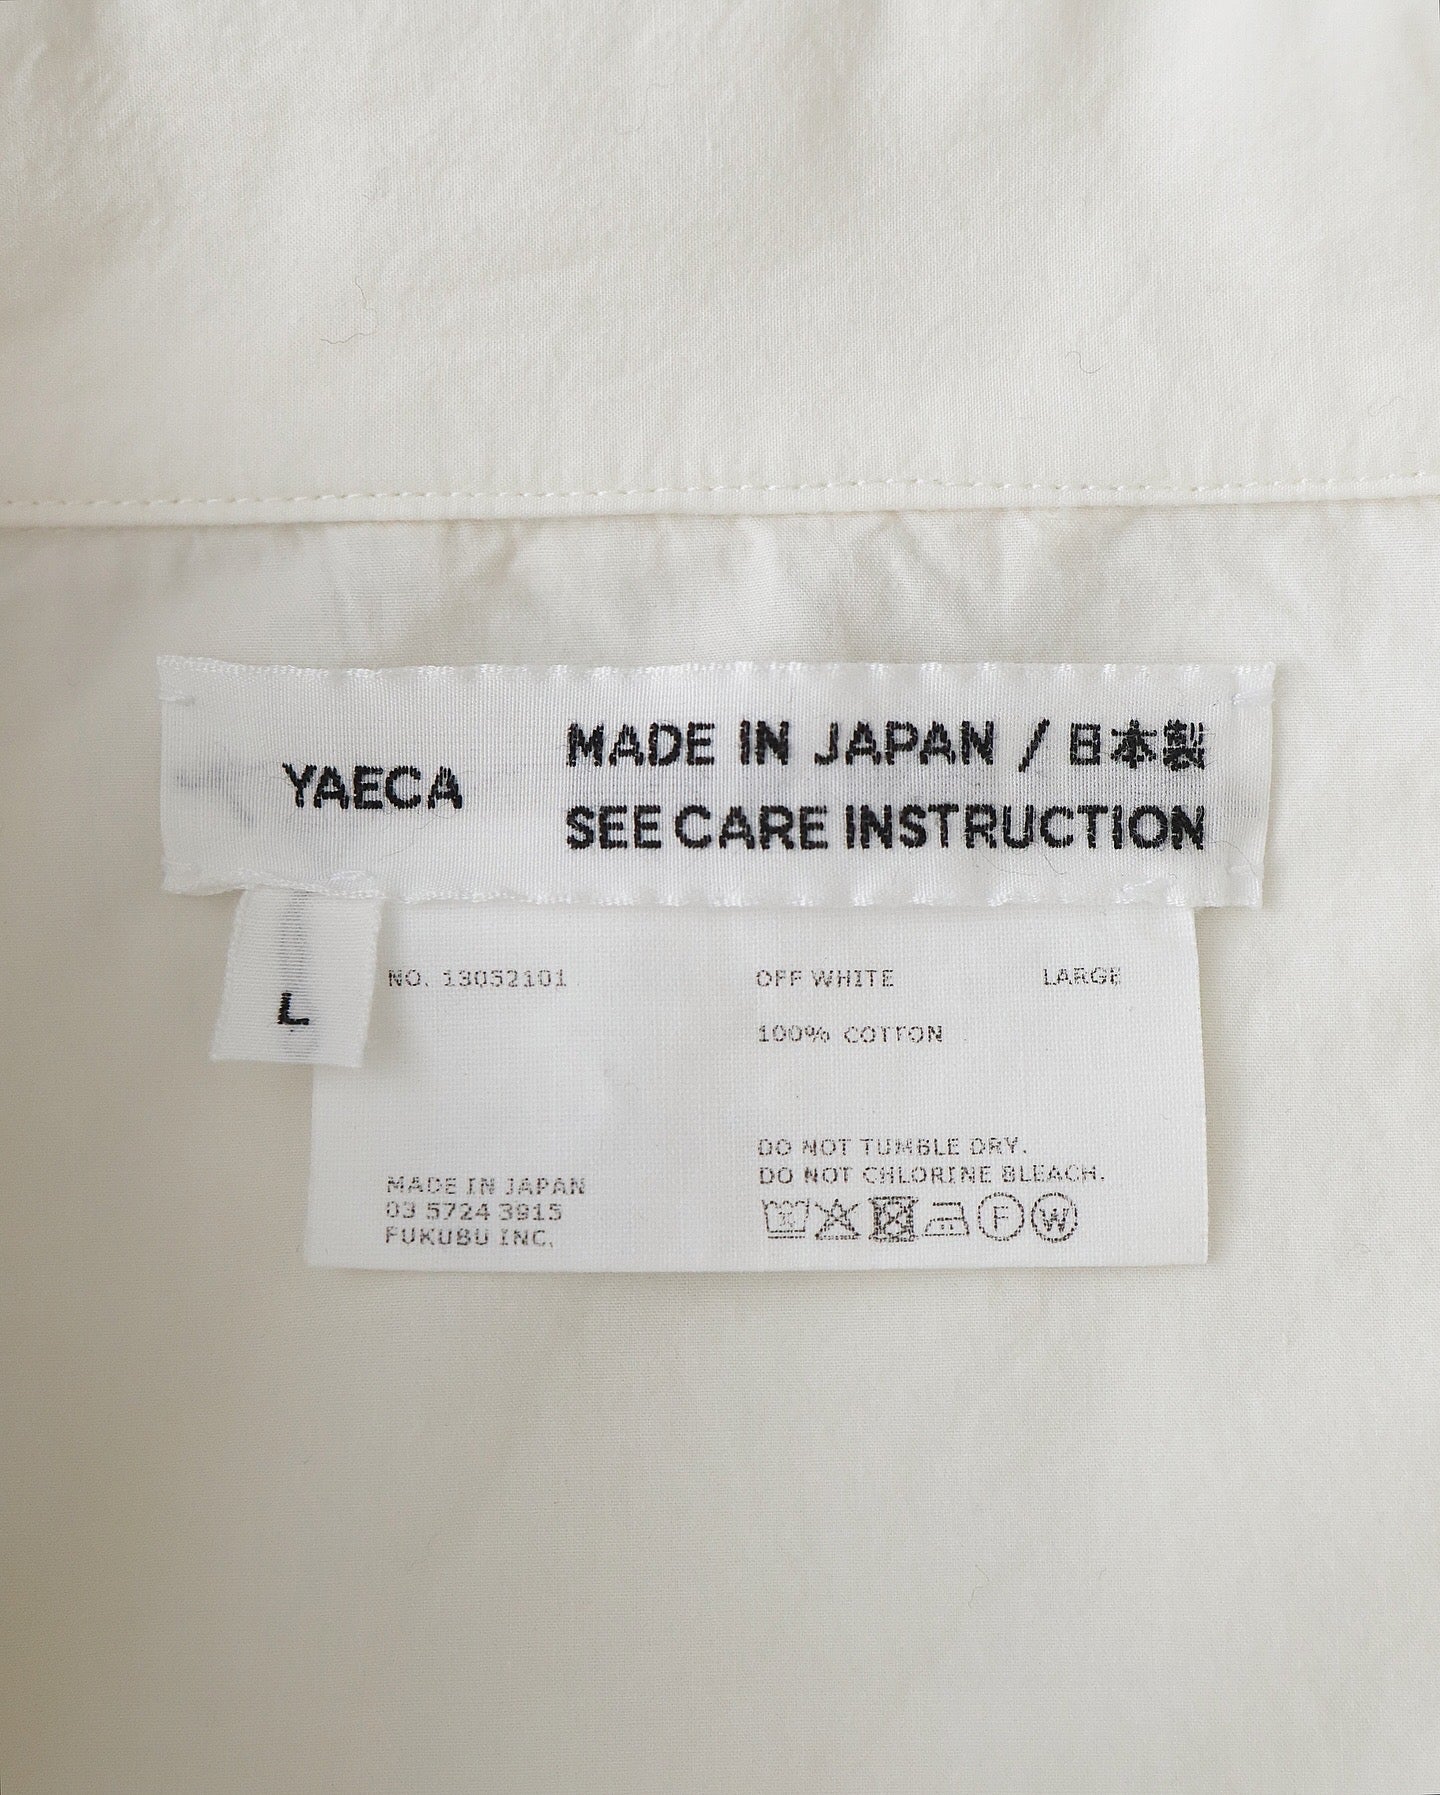 YAECA
MADE IN JAPAN / 日本製
SEE CARE INSTRUCTION
L
NO. 13052101
OFF WHITE
LARGE
100% COTTON
DO NOT TUMBLE DRY.
DO NOT CHLORINE BLEACH.
MADE IN JAPAN
03 5724 3915
FUKUBU INC.
F
W